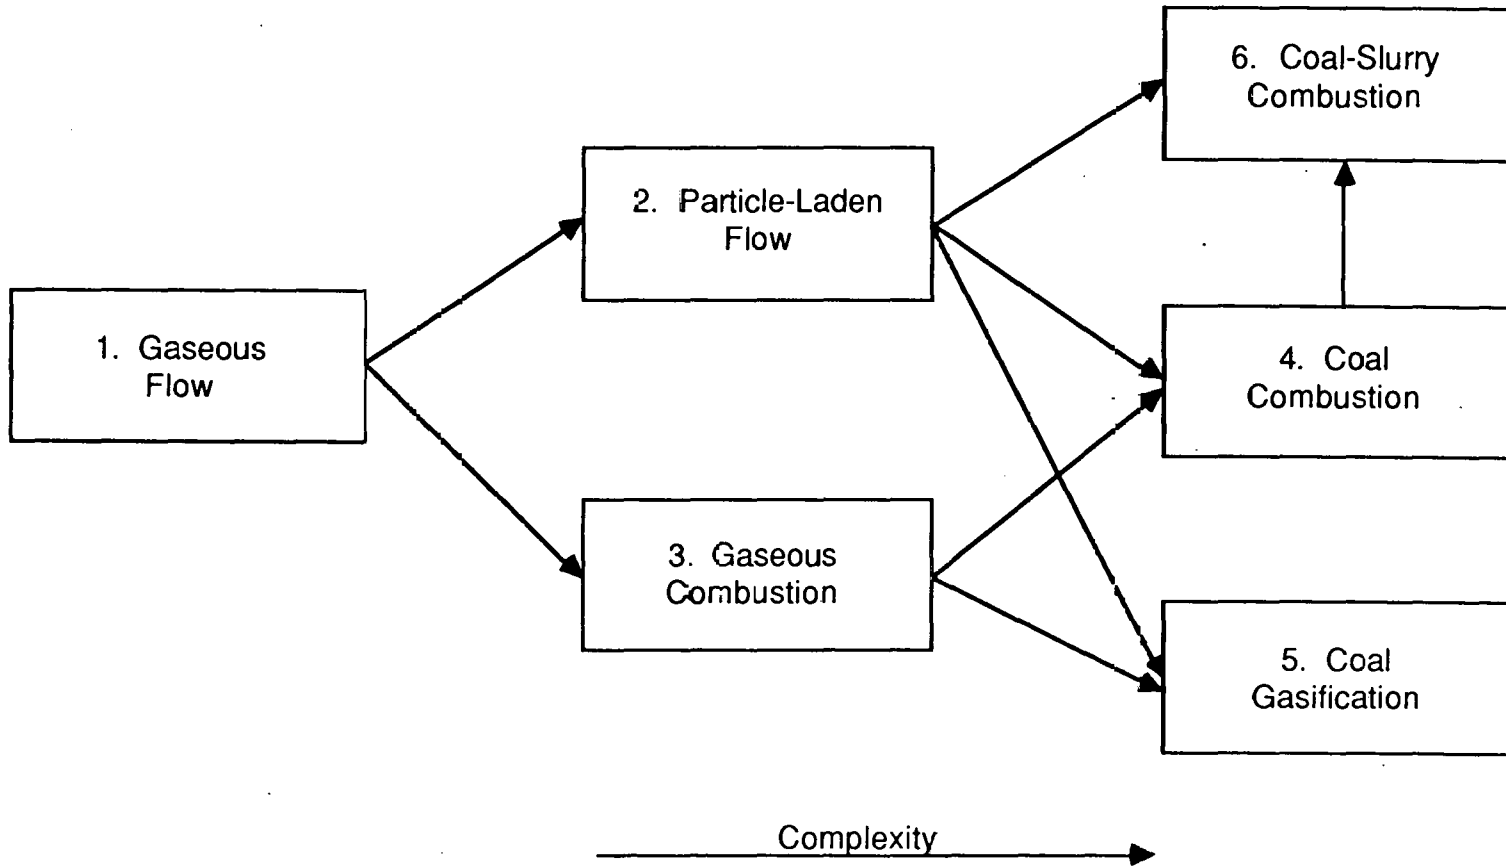 6. Coal-Slurry
Combustion
2. Particle-Laden
Flow
1. Gaseous
Flow
4. Coal
Combustion
3. Gaseous
Combustion
5. Coal
Gasification
Complexity